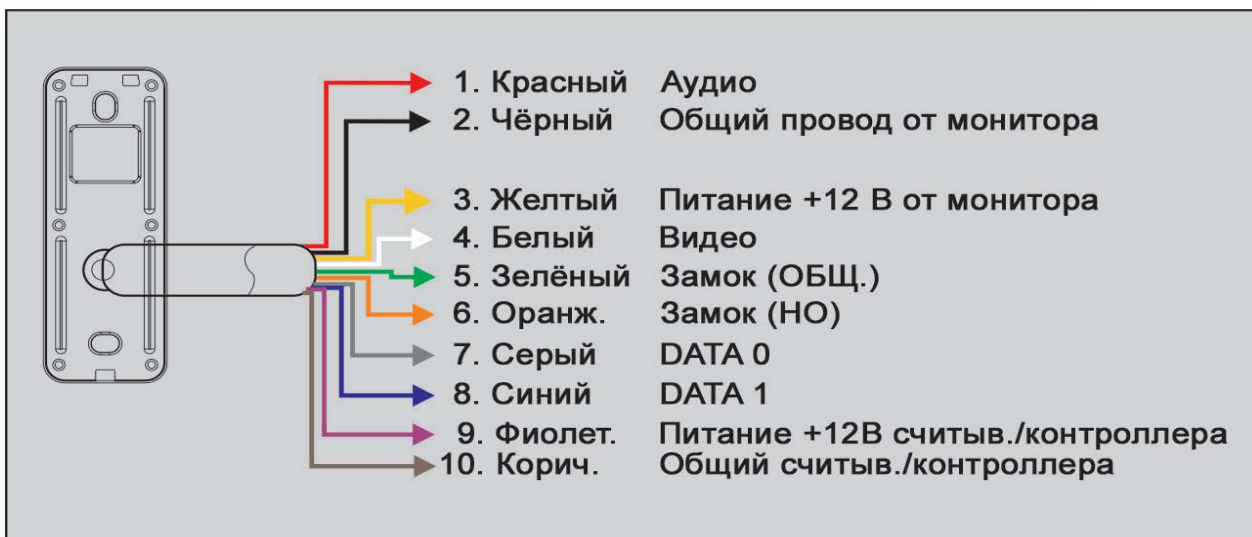 1. Красный Аудио
2. Чёрный Общий провод от монитора
3. Желтый Питание +12 В от монитора
4. Белый Видео
5. Зелёный Замок (ОБЩ.)
6. Оранж. Замок (НО)
7. Серый DATA 0
8. Синий DATA 1
9. Фиолет. Питание +12В считыв./контроллера
10. Корич. Общий считыв./контроллера